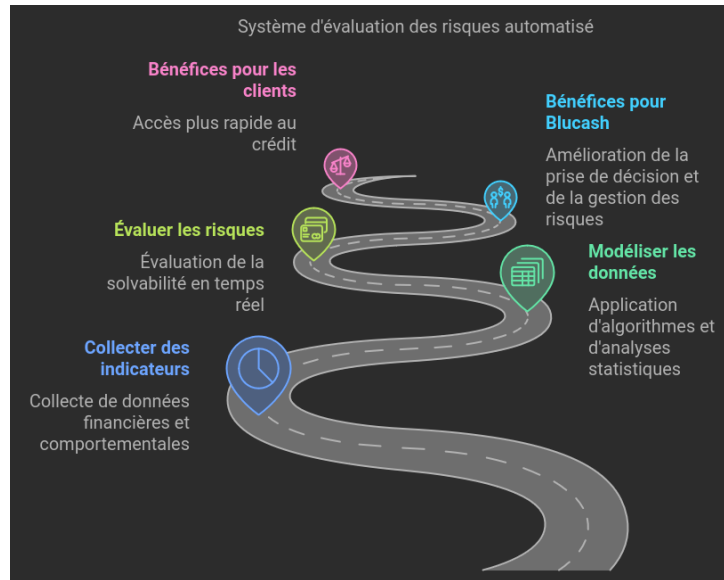 Système d'évaluation des risques automatisé
Bénéfices pour les
clients
Accès plus rapide au
crédit
Bénéfices pour
Blucash
Amélioration de la
prise de décision et
de la gestion des
risques
Évaluer les risques
Évaluation de la
solvabilité en temps
réel
Modéliser les
données
Application
d'algorithmes et
d'analyses
statistiques
Collecter des
indicateurs
Collecte de données
financières et
comportementales